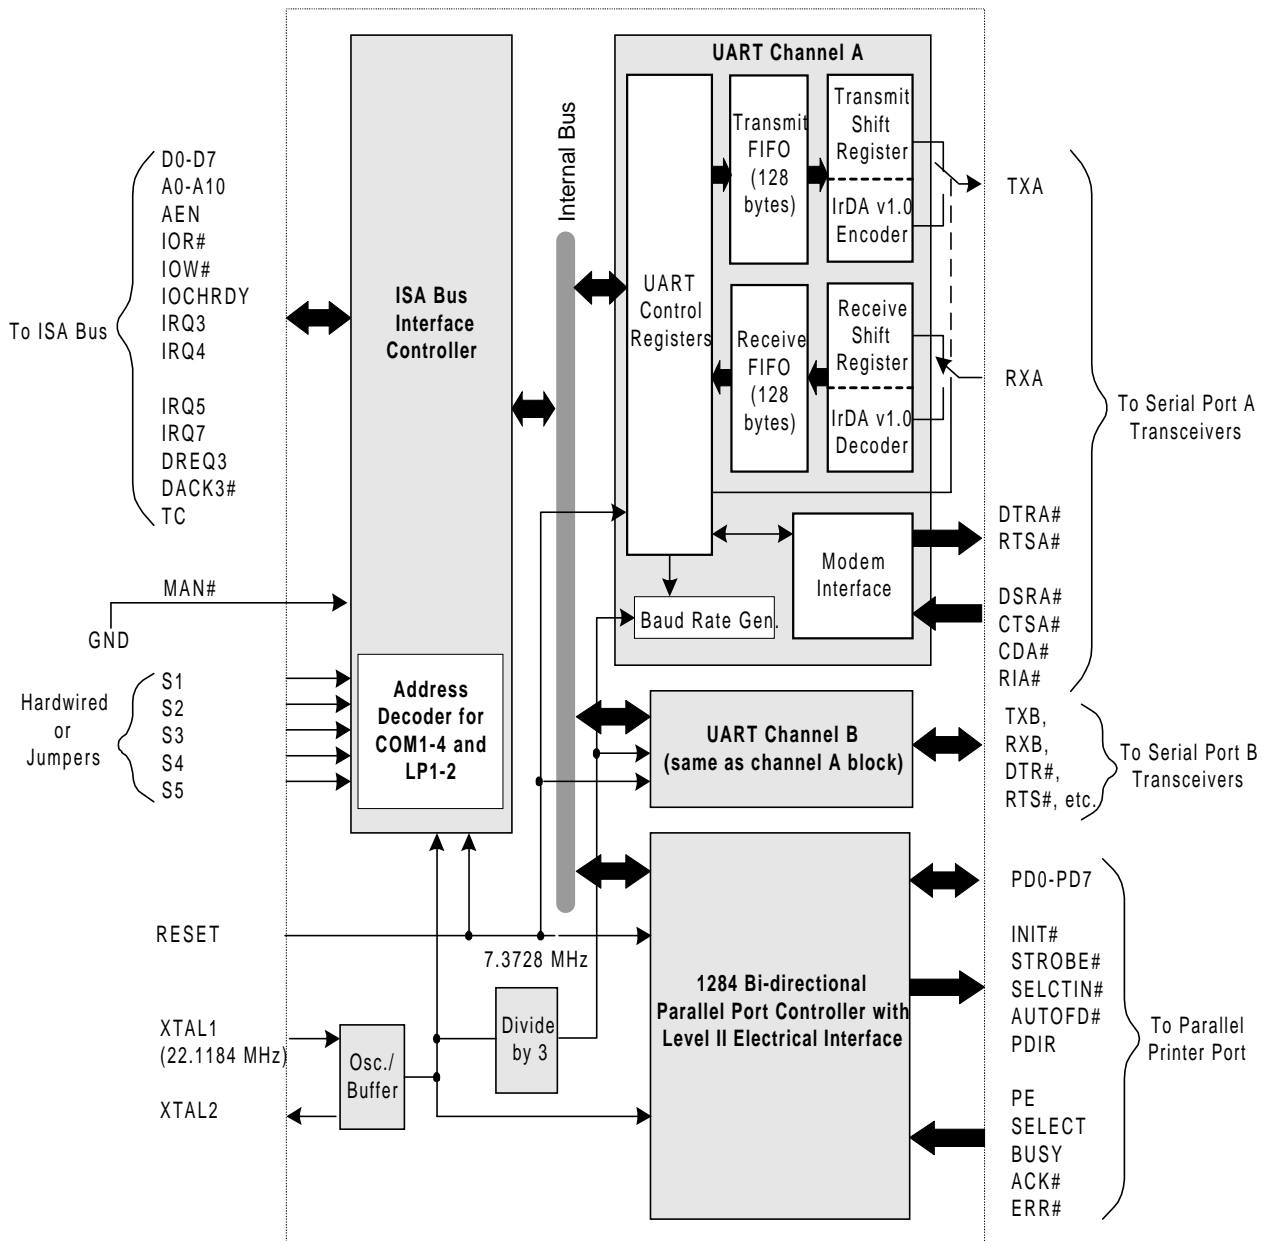 UART Channel A
Internal Bus
Transmit
FIFO
(128
bytes)
Transmit
Shift
Register
IrDA v1.0
Encoder
UART
Control
Registers
Receive
FIFO
(128
bytes)
Receive
Shift
Register
IrDA v1.0
Decoder
Modem
Interface
Baud Rate Gen.
To ISA Bus
D0-D7
A0-A10
AEN
IOR#
IOW#
IOCHRDY
IRQ3
IRQ4
IRQ5
IRQ7
DREQ3
DACK3#
TC
ISA Bus
Interface
Controller
MAN#
GND
Hardwired
or
Jumpers
S1
S2
S3
S4
S5
Address
Decoder for
COM1-4 and
LP1-2
TXA
RXA
DTRA#
RTSA#
DSRA#
CTSA#
CDA#
RIA#
To Serial Port A
Transceivers
UART Channel B
(same as channel A block)
TXB,
RXB,
DTR#,
RTS#, etc.
To Serial Port B
Transceivers
RESET
7.3728 MHz
XTAL1
(22.1184 MHz)
XTAL2
Osc./
Buffer
Divide
by 3
1284 Bi-directional
Parallel Port Controller with
Level II Electrical Interface
PD0-PD7
INIT#
STROBE#
SELCTIN#
AUTOFD#
PDIR
PE
SELECT
BUSY
ACK#
ERR#
To Parallel
Printer Port